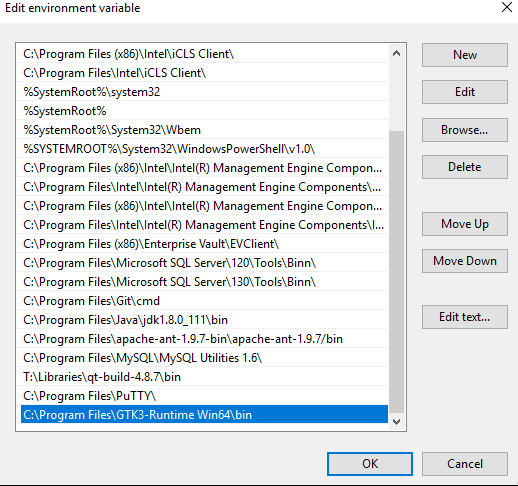 Edit environment variable
C:\Program Files (x86)\Intel\iCLS Client\
C:\Program Files\Intel\iCLS Client\
%SystemRoot%\system32
%SystemRoot%
%SystemRoot%\System32\Wbem
%SYSTEMROOT%\System32\WindowsPowerShell\v1.0\
C:\Program Files (x86)\Intel\Intel(R) Management Engine Compon...
C:\Program Files\Intel\Intel(R) Management Engine Components\...
C:\Program Files (x86)\Intel\Intel(R) Management Engine Compon...
C:\Program Files\Intel\Intel(R) Management Engine Components\I...
C:\Program Files (x86)\Enterprise Vault\EVClient\
C:\Program Files\Microsoft SQL Server\120\Tools\Binn\
C:\Program Files\Microsoft SQL Server\130\Tools\Binn\
C:\Program Files\Git\cmd
C:\Program Files\Java\jdk1.8.0_111\bin
C:\Program Files\apache-ant-1.9.7-bin\apache-ant-1.9.7/bin
C:\Program Files\MySQL\MySQL Utilities 1.6\
T:\Libraries\qt-build-4.8.7\bin
C:\Program Files\PuTTY\
C:\Program Files\GTK3-Runtime Win64\bin
New
Edit
Browse...
Delete
Move Up
Move Down
Edit text...
OK
Cancel